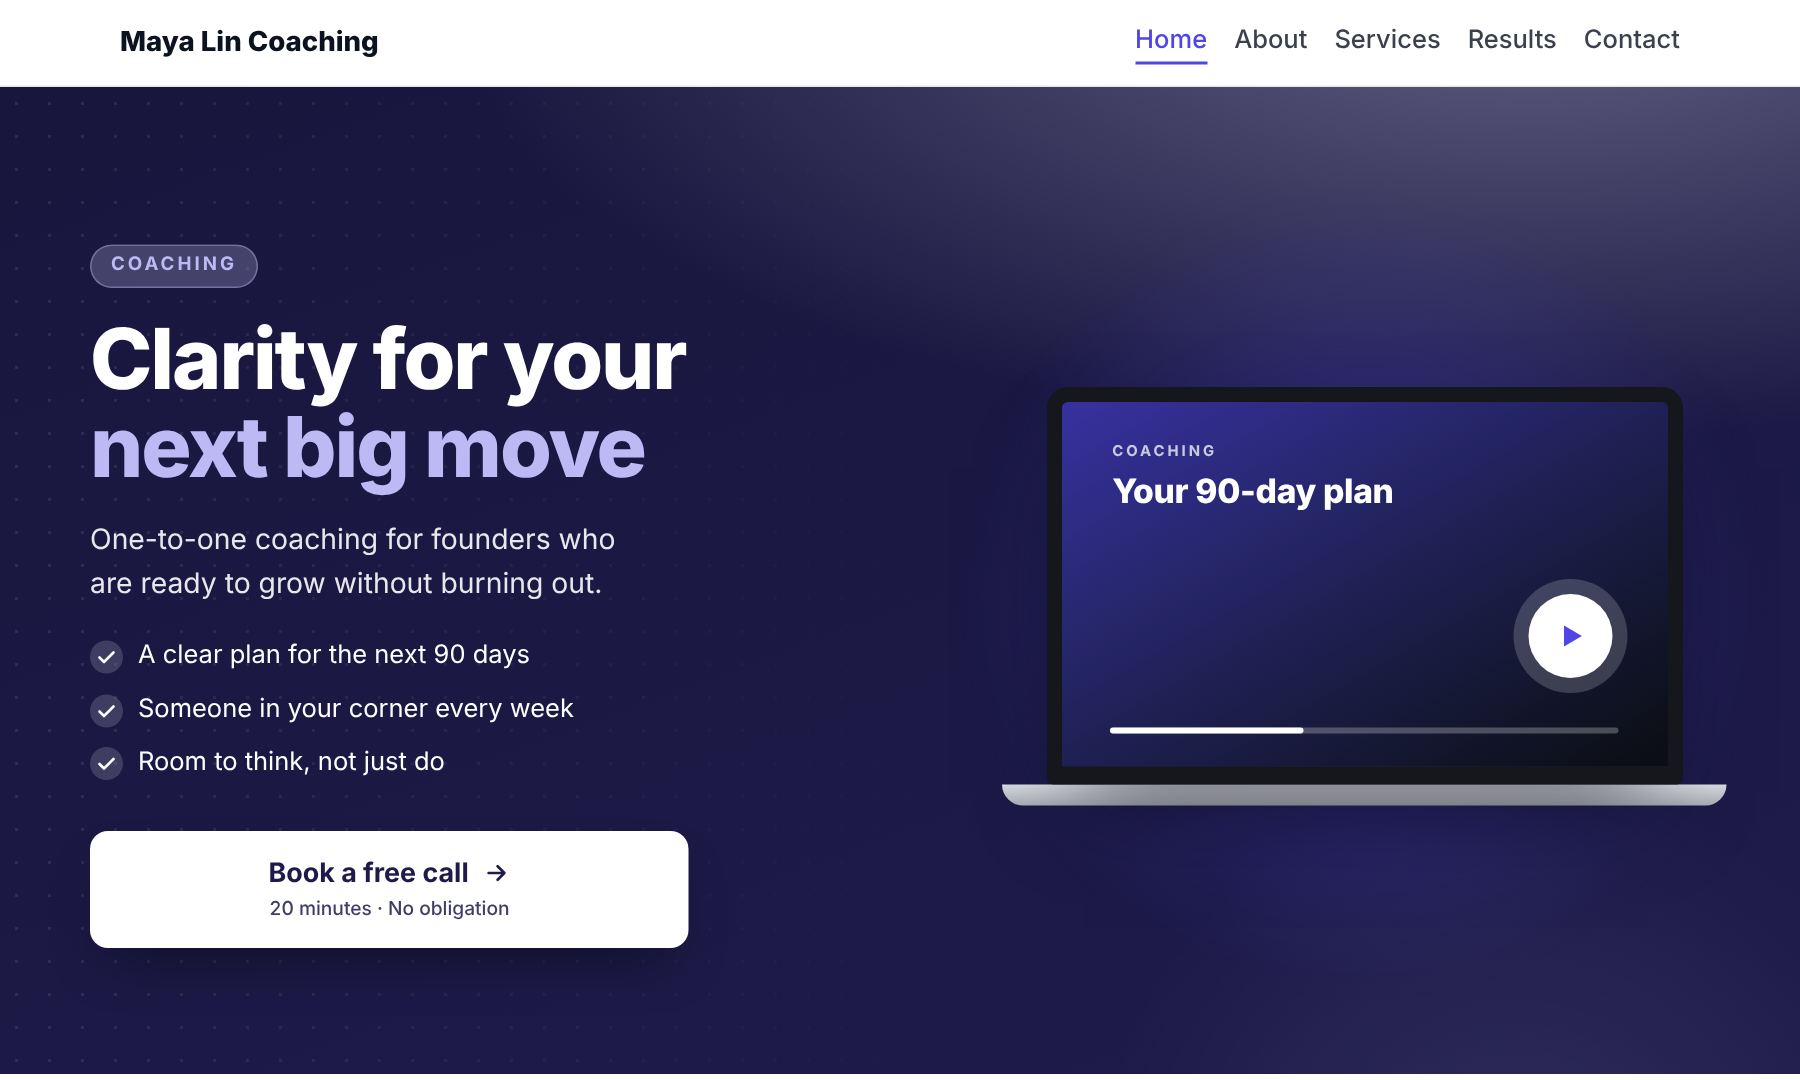 Maya Lin Coaching
Home About Services Results Contact
COACHING
Clarity for your
next big move
One-to-one coaching for founders who
are ready to grow without burning out.
A clear plan for the next 90 days
Someone in your corner every week
Room to think, not just do
Book a free call →
20 minutes · No obligation
COACHING
Your 90-day plan